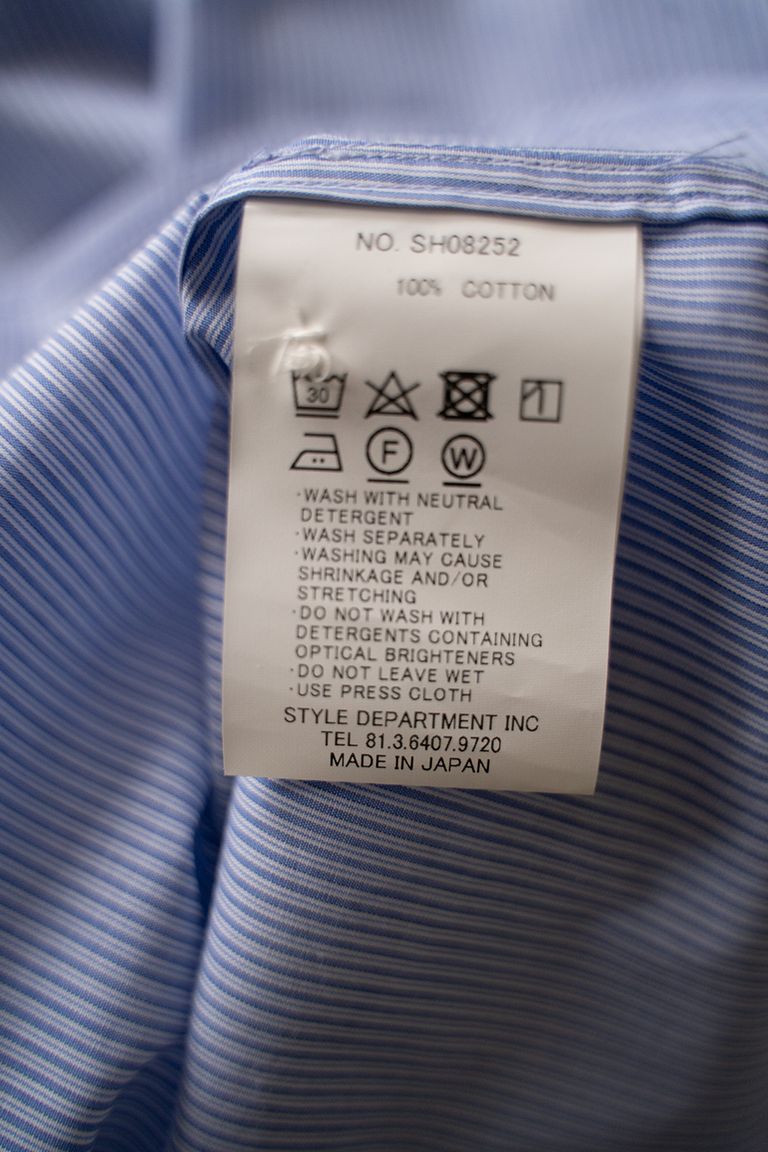 NO. SH08252
100% COTTON
30
F W
·WASH WITH NEUTRAL
DETERGENT
·WASH SEPARATELY
·WASHING MAY CAUSE
SHRINKAGE AND/OR
STRETCHING
·DO NOT WASH WITH
DETERGENTS CONTAINING
OPTICAL BRIGHTENERS
·DO NOT LEAVE WET
·USE PRESS CLOTH
STYLE DEPARTMENT INC
TEL 81.3.6407.9720
MADE IN JAPAN